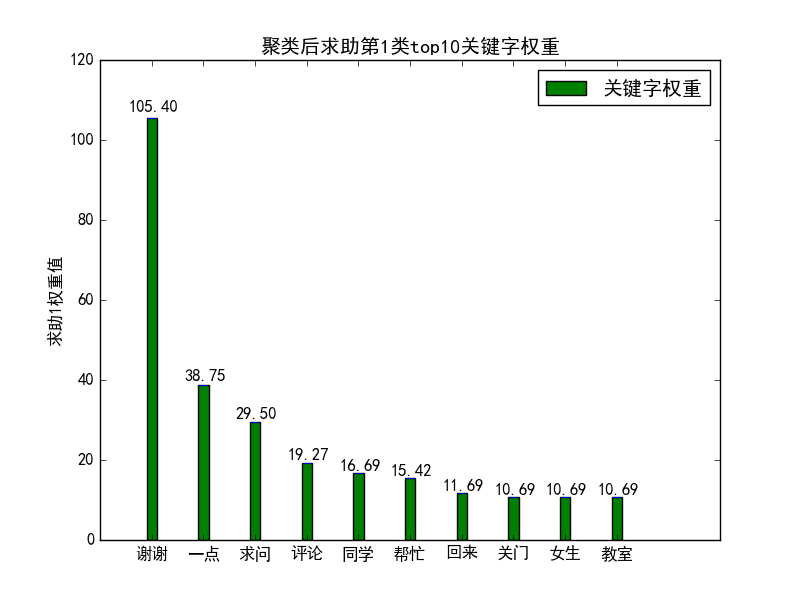 聚类后求助第1类top10关键字权重
关键字权重
求助1权重值
120
100
80
60
40
20
0
105.40
38.75
29.50
19.27
16.69
15.42
11.69
10.69
10.69
10.69
谢谢
一点
求问
评论
同学
帮忙
回来
关门
女生
教室